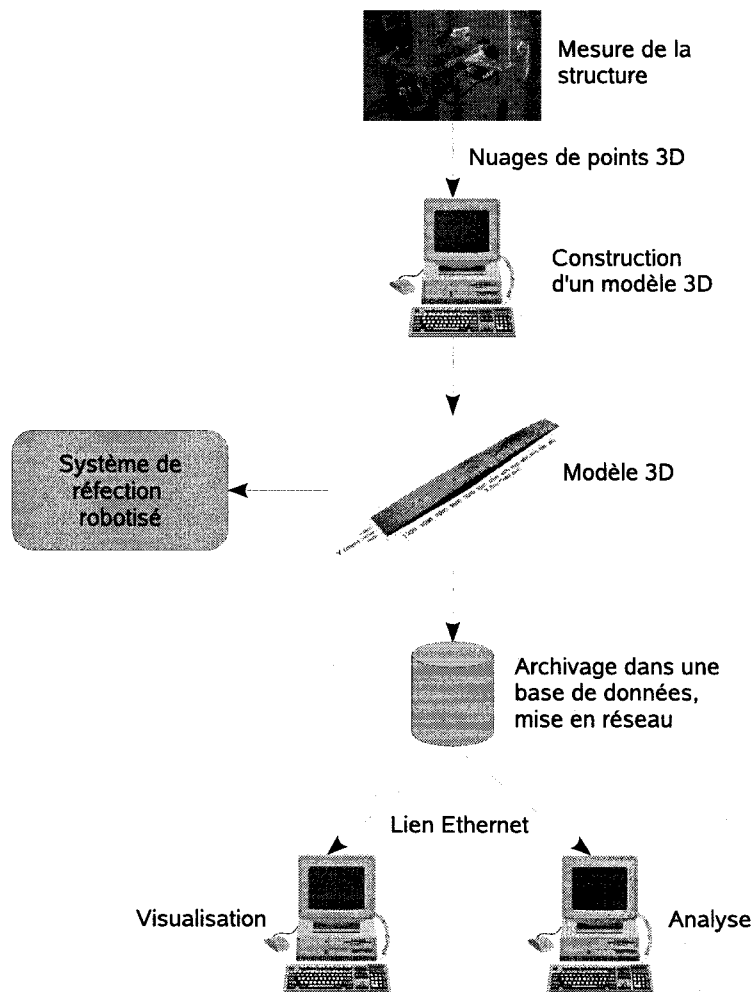 Mesure de la
structure
Nuages de points 3D
Construction
d'un modèle 3D
Système de
réfection
robotisé
Modèle 3D
Archivage dans une
base de données,
mise en réseau
Lien Ethernet
Visualisation
Analyse